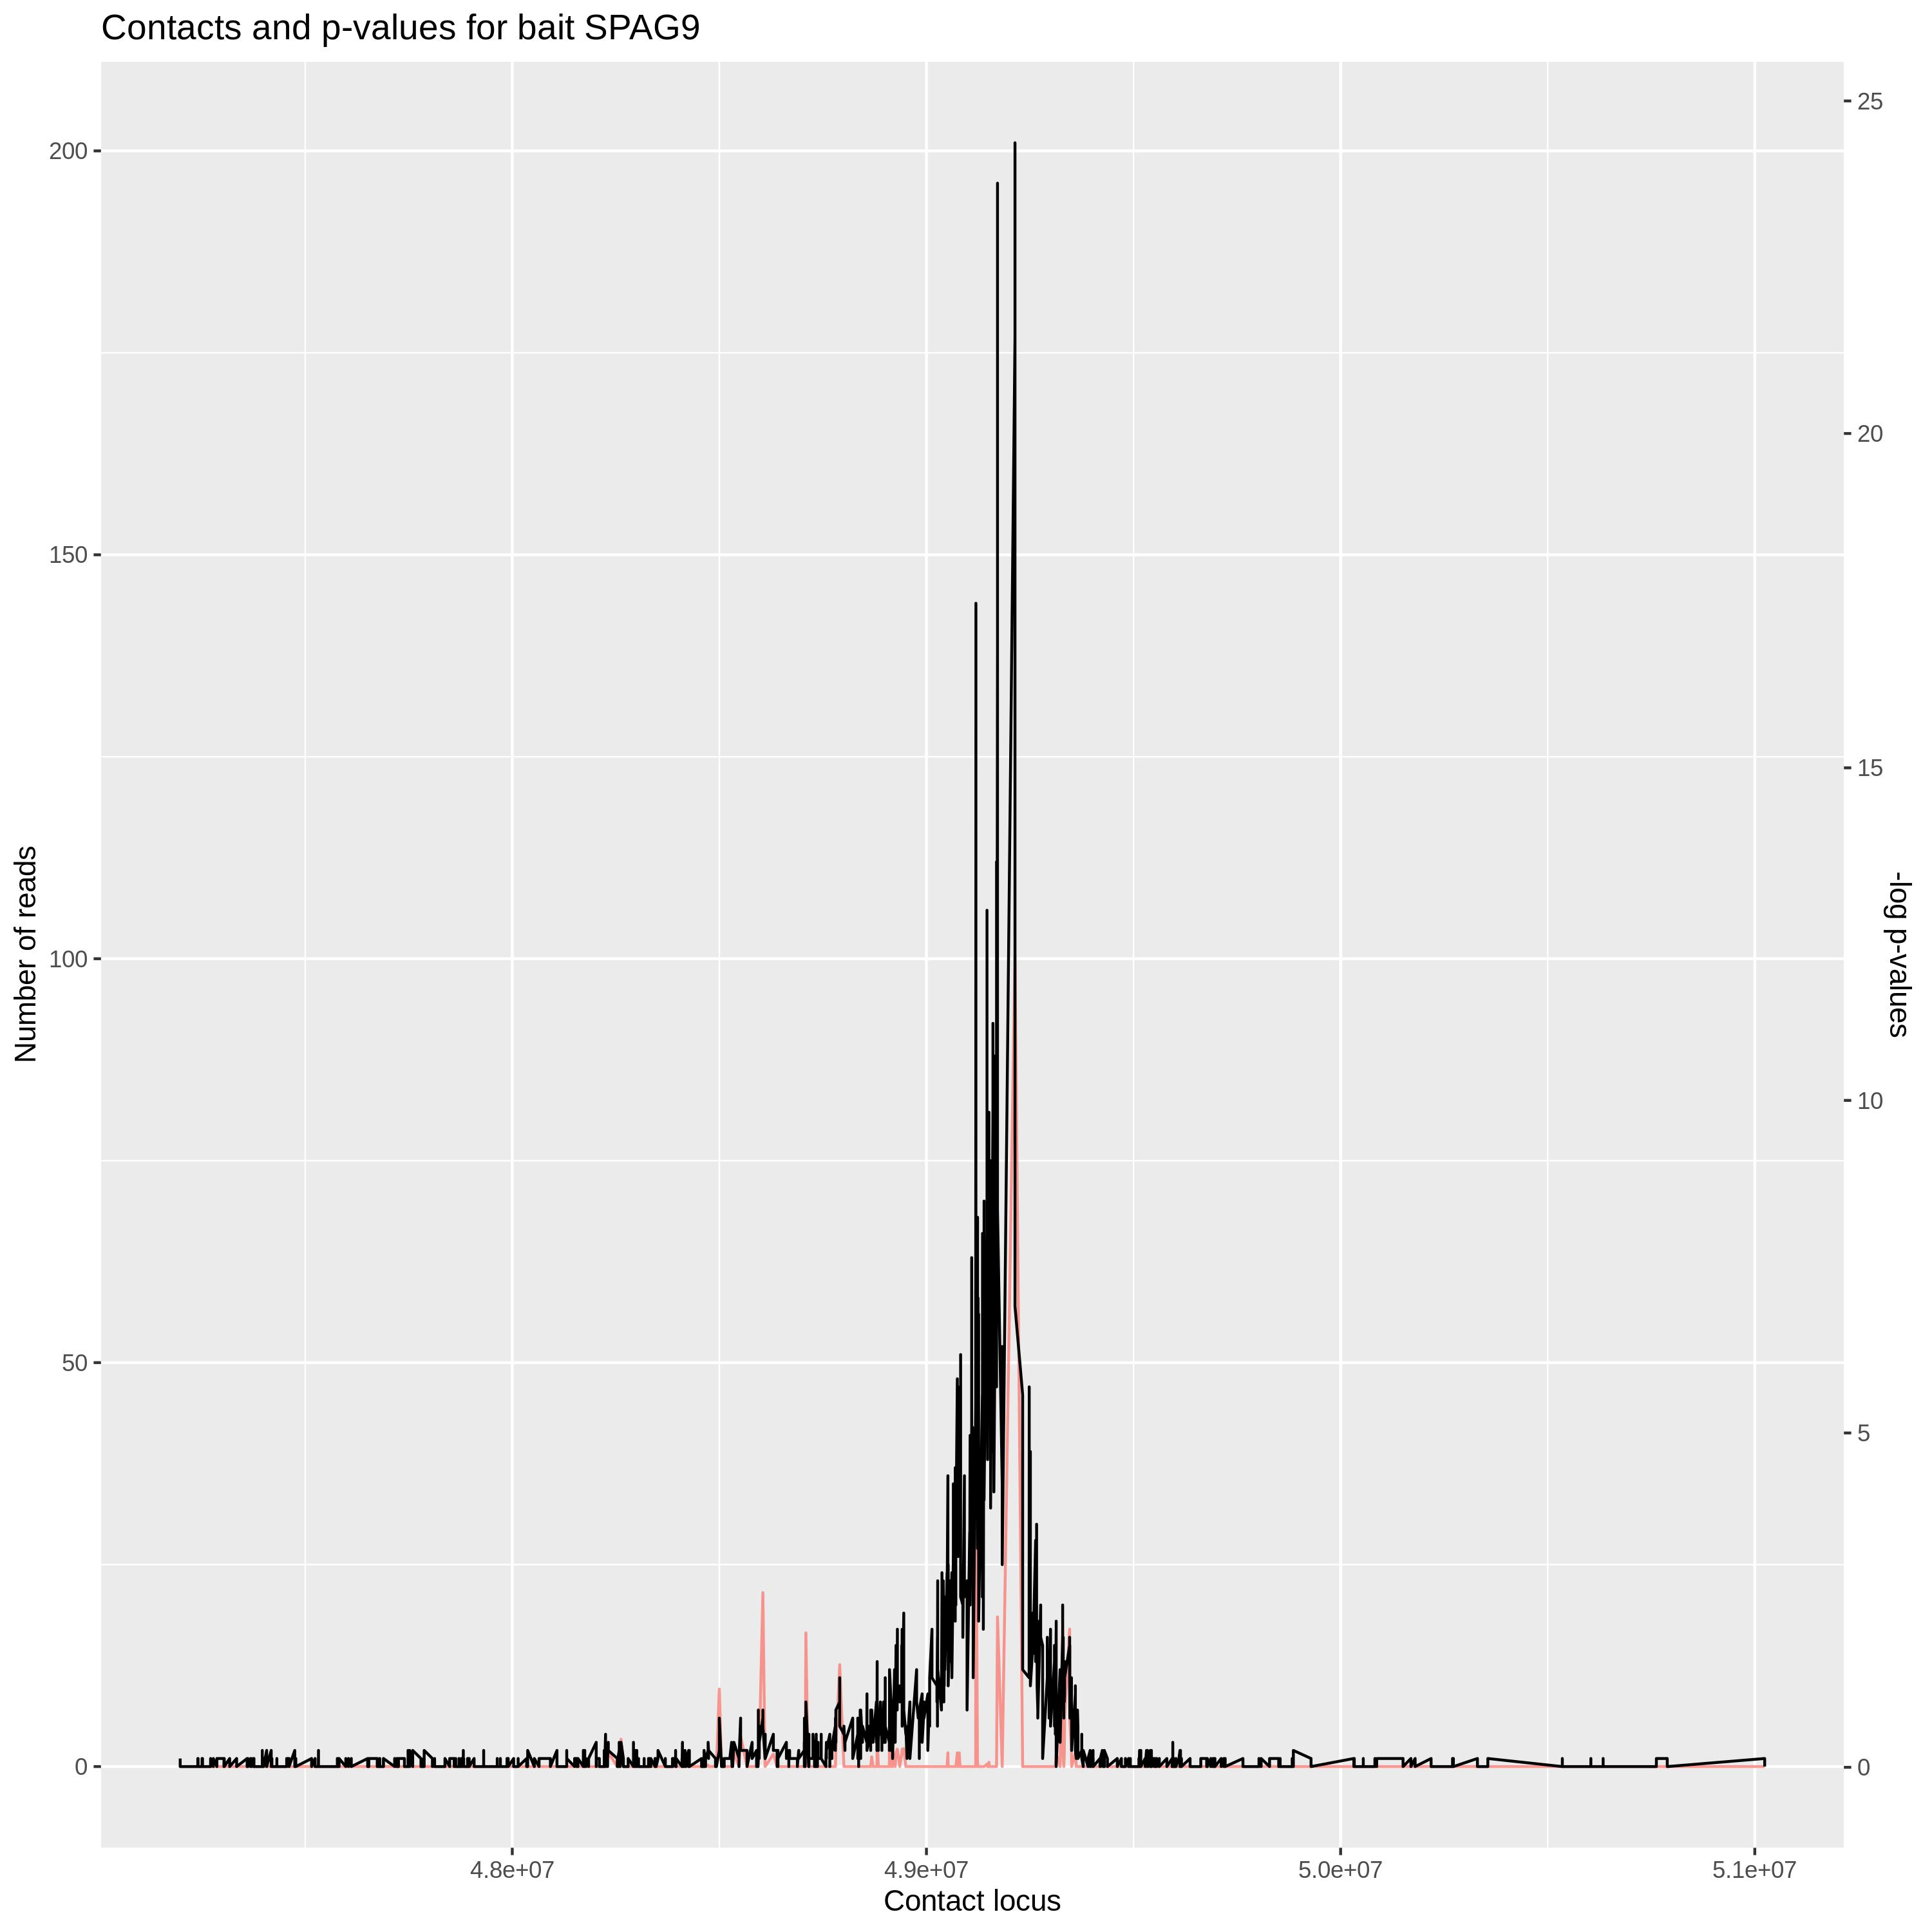 Contacts and p-values for bait SPAG9
25
200
20
150
15
Number of reads
-log p-values
100
10
50
5
0
0
4.8e+07
4.9e+07
5.0e+07
5.1e+07
Contact locus